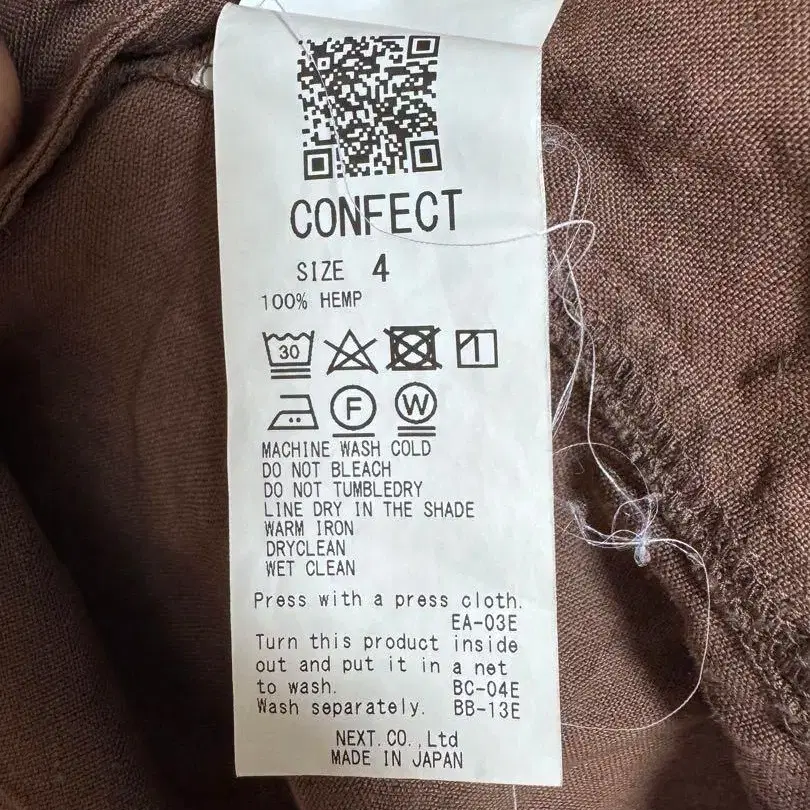 CONFECT
SIZE 4
100% HEMP
30
F W
MACHINE WASH COLD
DO NOT BLEACH
DO NOT TUMBLEDRY
LINE DRY IN THE SHADE
WARM IRON
DRYCLEAN
WET CLEAN
Press with a press cloth.
EA-03E
Turn this product inside
out and put it in a net
to wash. BC-04E
Wash separately. BB-13E
NEXT.CO.,Ltd
MADE IN JAPAN